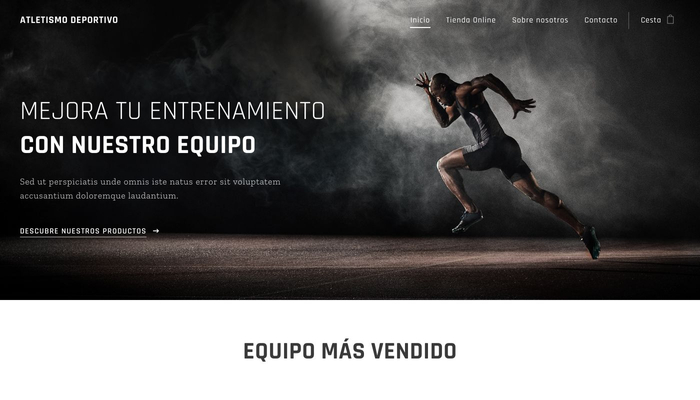 ATLETISMO DEPORTIVO
Inicio Tienda Online Sobre nosotros Contacto Cesta
MEJORA TU ENTRENAMIENTO
CON NUESTRO EQUIPO
Sed ut perspiciatis unde omnis iste natus error sit voluptatem
accusantium doloremque laudantium.
DESCUBRE NUESTROS PRODUCTOS →
EQUIPO MÁS VENDIDO